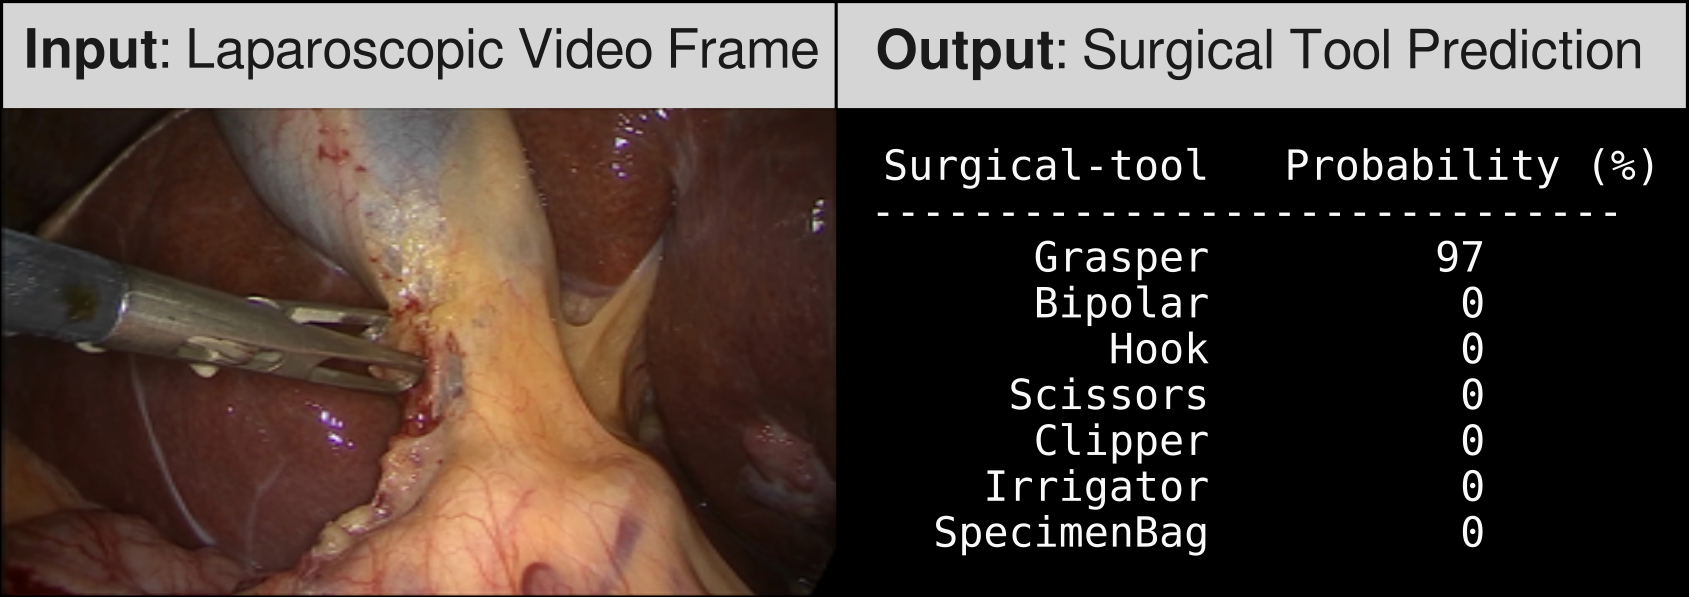 Input: Laparoscopic Video Frame
Output: Surgical Tool Prediction
Surgical-tool Probability (%)
------------------------------
Grasper 97
Bipolar 0
Hook 0
Scissors 0
Clipper 0
Irrigator 0
SpecimenBag 0